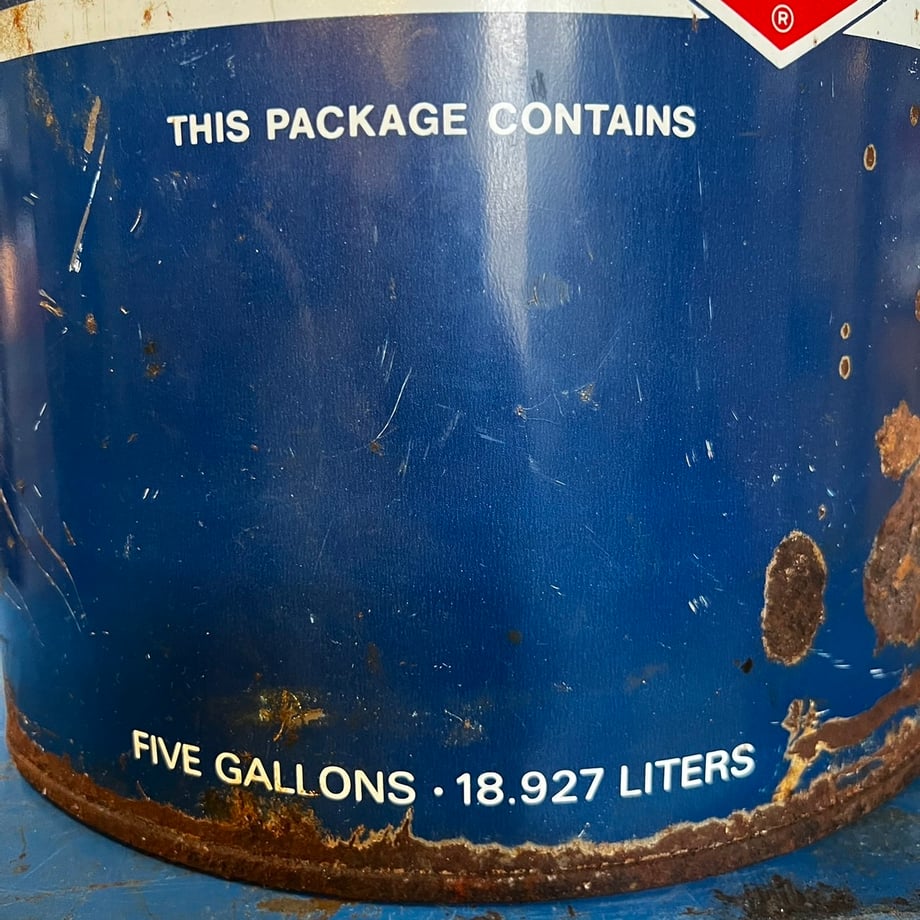 ®
THIS PACKAGE CONTAINS
FIVE GALLONS · 18.927 LITERS